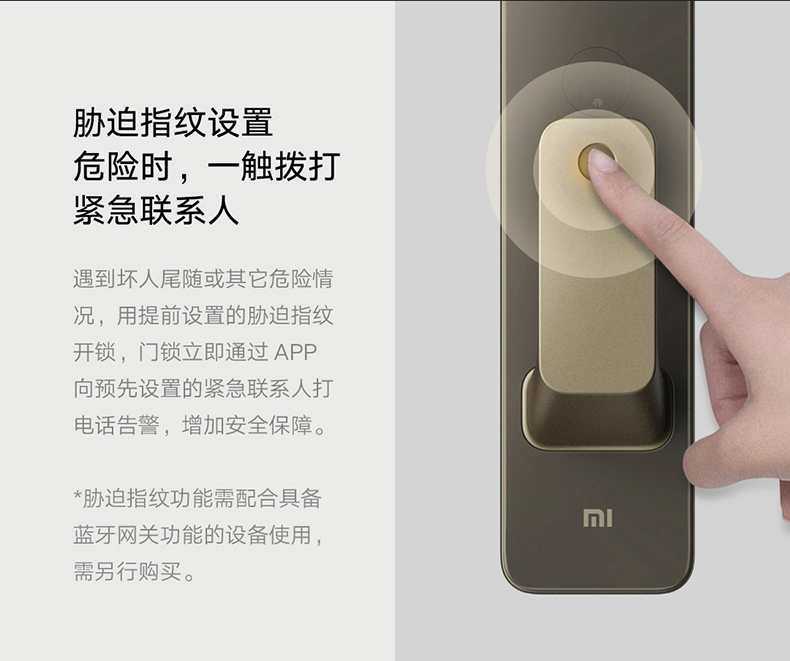 胁迫指纹设置
危险时，一触拨打
紧急联系人
遇到坏人尾随或其它危险情
况，用提前设置的胁迫指纹
开锁，门锁立即通过 APP
向预先设置的紧急联系人打
电话告警，增加安全保障。
*胁迫指纹功能需配合具备
蓝牙网关功能的设备使用，
需另行购买。
MI